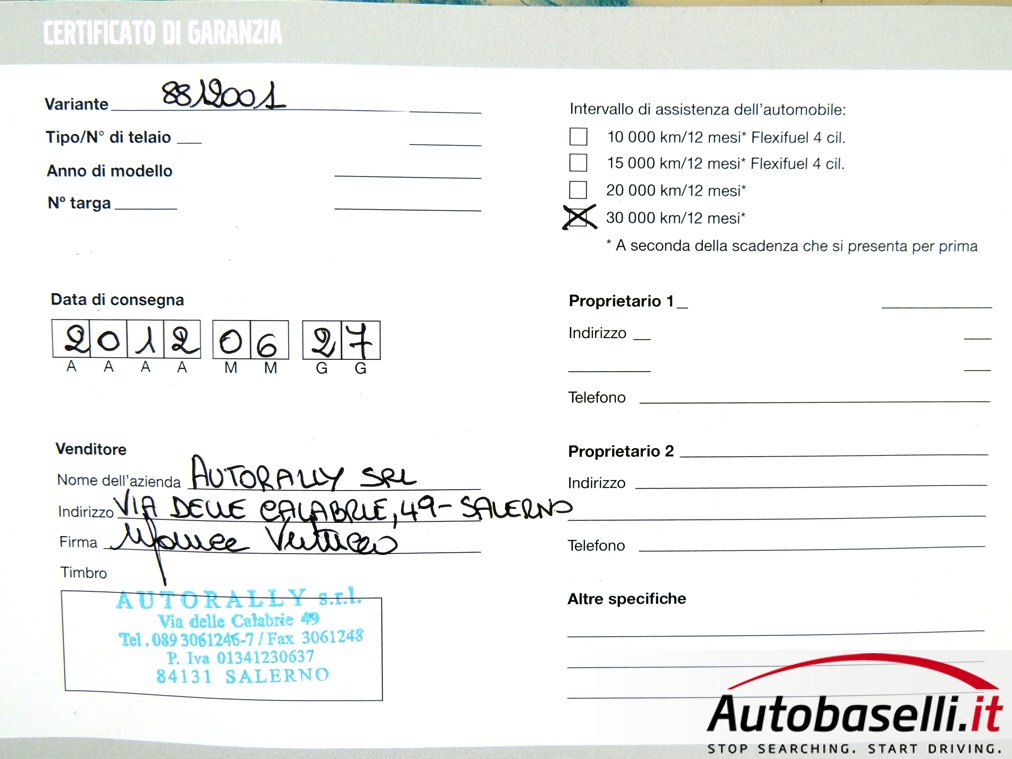 CERTIFICATO DI GARANZIA
Variante 8812001
Tipo/N° di telaio
Anno di modello
N° targa
Intervallo di assistenza dell'automobile:
10 000 km/12 mesi* Flexifuel 4 cil.
15 000 km/12 mesi* Flexifuel 4 cil.
20 000 km/12 mesi*
30 000 km/12 mesi*
* A seconda della scadenza che si presenta per prima
Data di consegna
2012 06 27
A A A A M M G G
Venditore
Nome dell'azienda AUTORALLY SRL
Indirizzo VIA DELLE CALABRIE, 49 - SALERNO
Firma
Timbro
AUTORALLY s.r.l.
Via delle Calabrie 49
Tel. 089 3061246-7 / Fax 3061248
P. Iva 01341230637
84131 SALERNO
Proprietario 1
Indirizzo
Telefono
Proprietario 2
Indirizzo
Telefono
Altre specifiche
Autobaselli.it
STOP SEARCHING. START DRIVING.